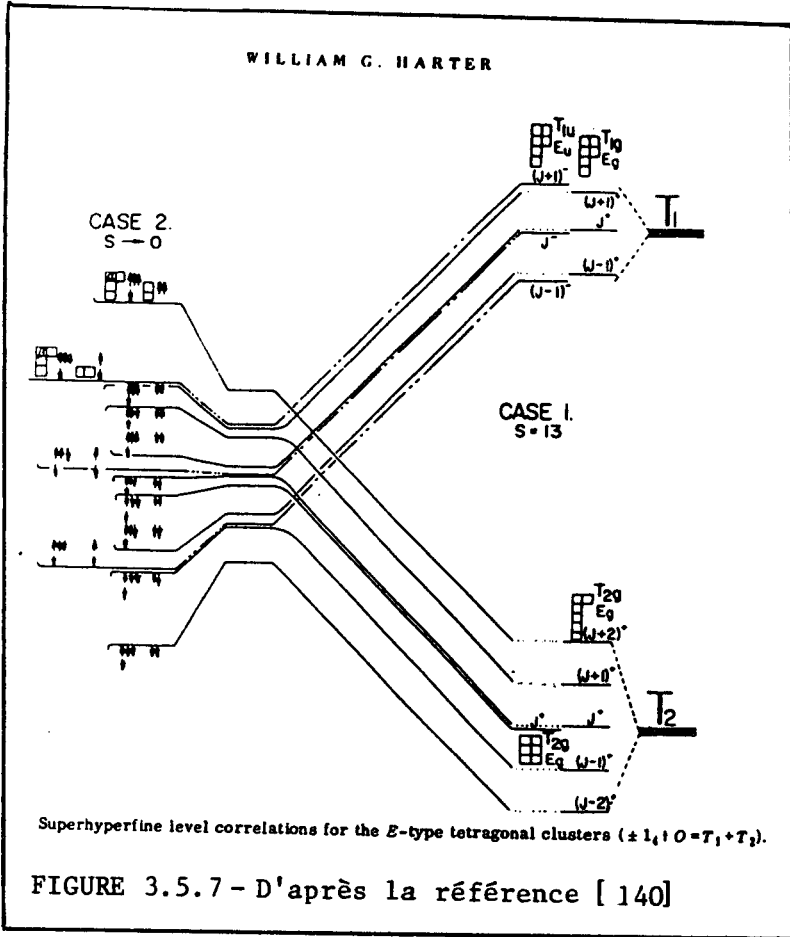 WILLIAM G. HARTER
CASE 2.
S → 0
T1u
Eu
T1g
Eg
(J+1)⁻
(J+1)⁺
J⁺
J⁻
(J-1)⁺
(J-1)⁻
T1
CASE 1.
S = 13
T2g
Eg
(J+2)⁺
(J+1)⁺
J⁺
J⁺
T2g
Eg
(J-1)⁺
(J-2)⁺
T2
Superhyperfine level correlations for the E-type tetragonal clusters (± 1₄ ↑ O = T₁ + T₂).
FIGURE 3.5.7 - D'après la référence [ 140]